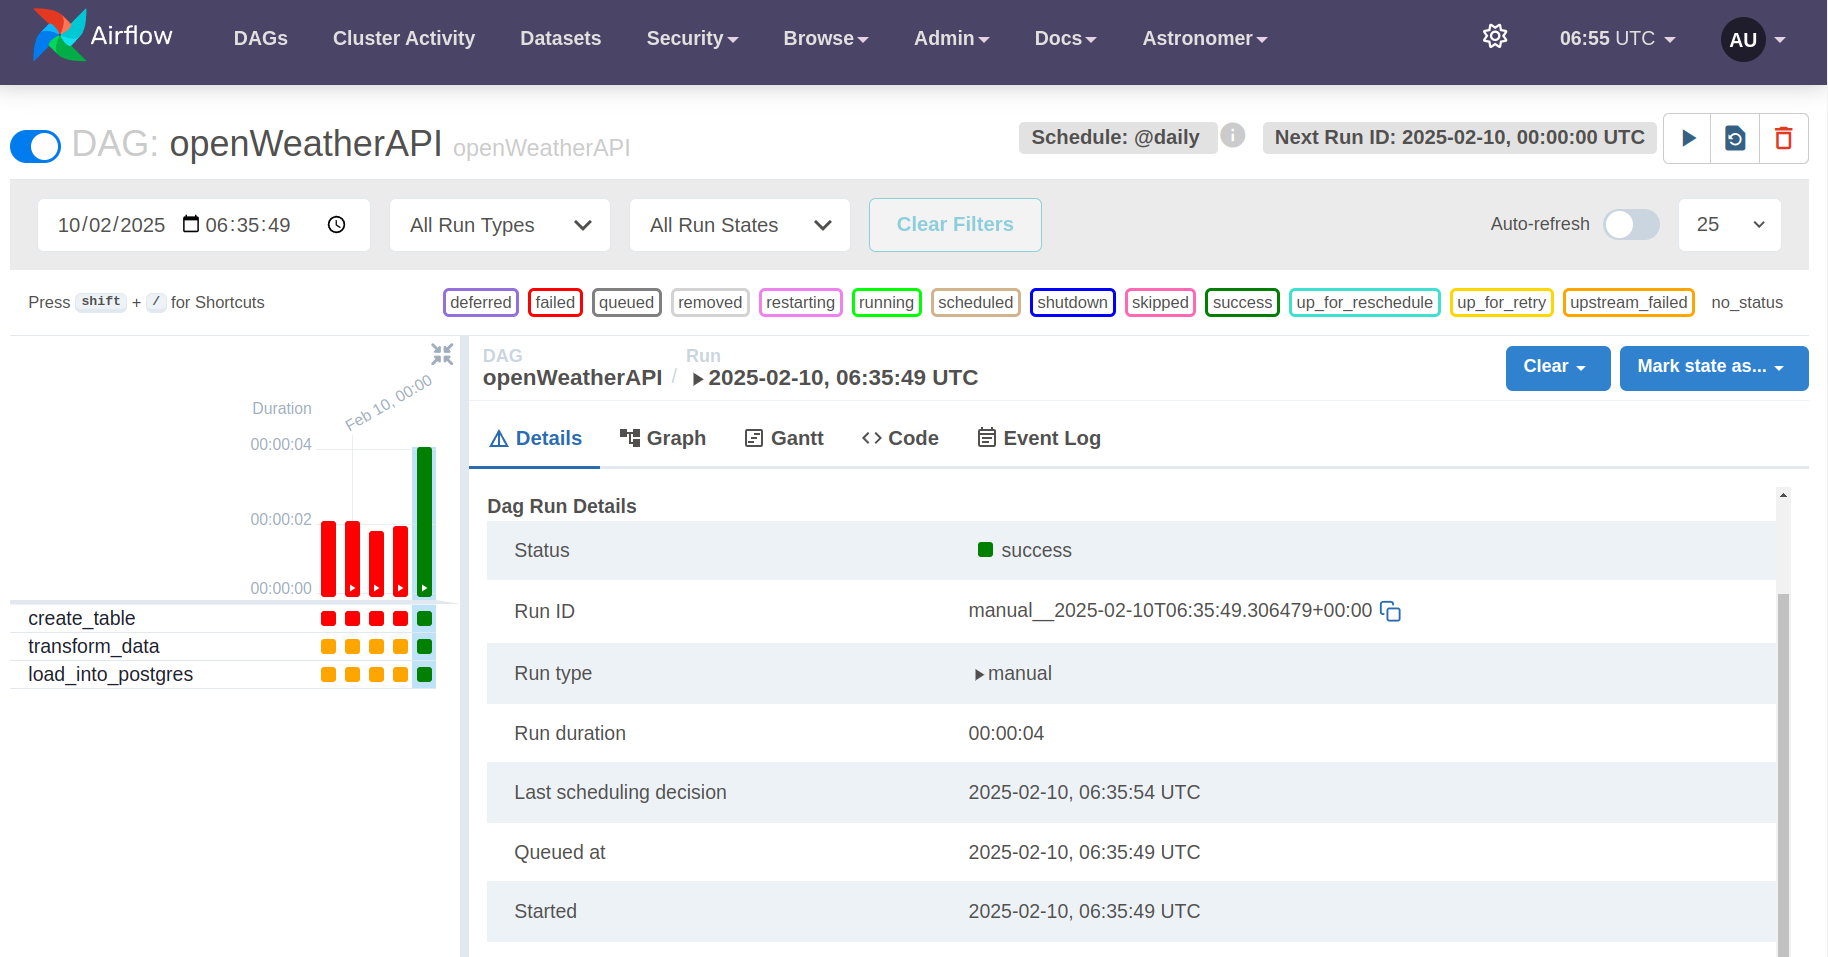 Airflow DAGs Cluster Activity Datasets Security Browse Admin Docs Astronomer 06:55 UTC AU
DAG: openWeatherAPI openWeatherAPI Schedule: @daily i Next Run ID: 2025-02-10, 00:00:00 UTC
10/02/2025 06:35:49 All Run Types All Run States Clear Filters Auto-refresh 25
Press shift + / for Shortcuts deferred failed queued removed restarting running scheduled shutdown skipped success up_for_reschedule up_for_retry upstream_failed no_status
DAG Run
openWeatherAPI / 2025-02-10, 06:35:49 UTC Clear Mark state as...
Feb 10, 00:00
Duration
00:00:04
00:00:02
00:00:00
create_table
transform_data
load_into_postgres
Details Graph Gantt Code Event Log
Dag Run Details
Status success
Run ID manual__2025-02-10T06:35:49.306479+00:00
Run type manual
Run duration 00:00:04
Last scheduling decision 2025-02-10, 06:35:54 UTC
Queued at 2025-02-10, 06:35:49 UTC
Started 2025-02-10, 06:35:49 UTC